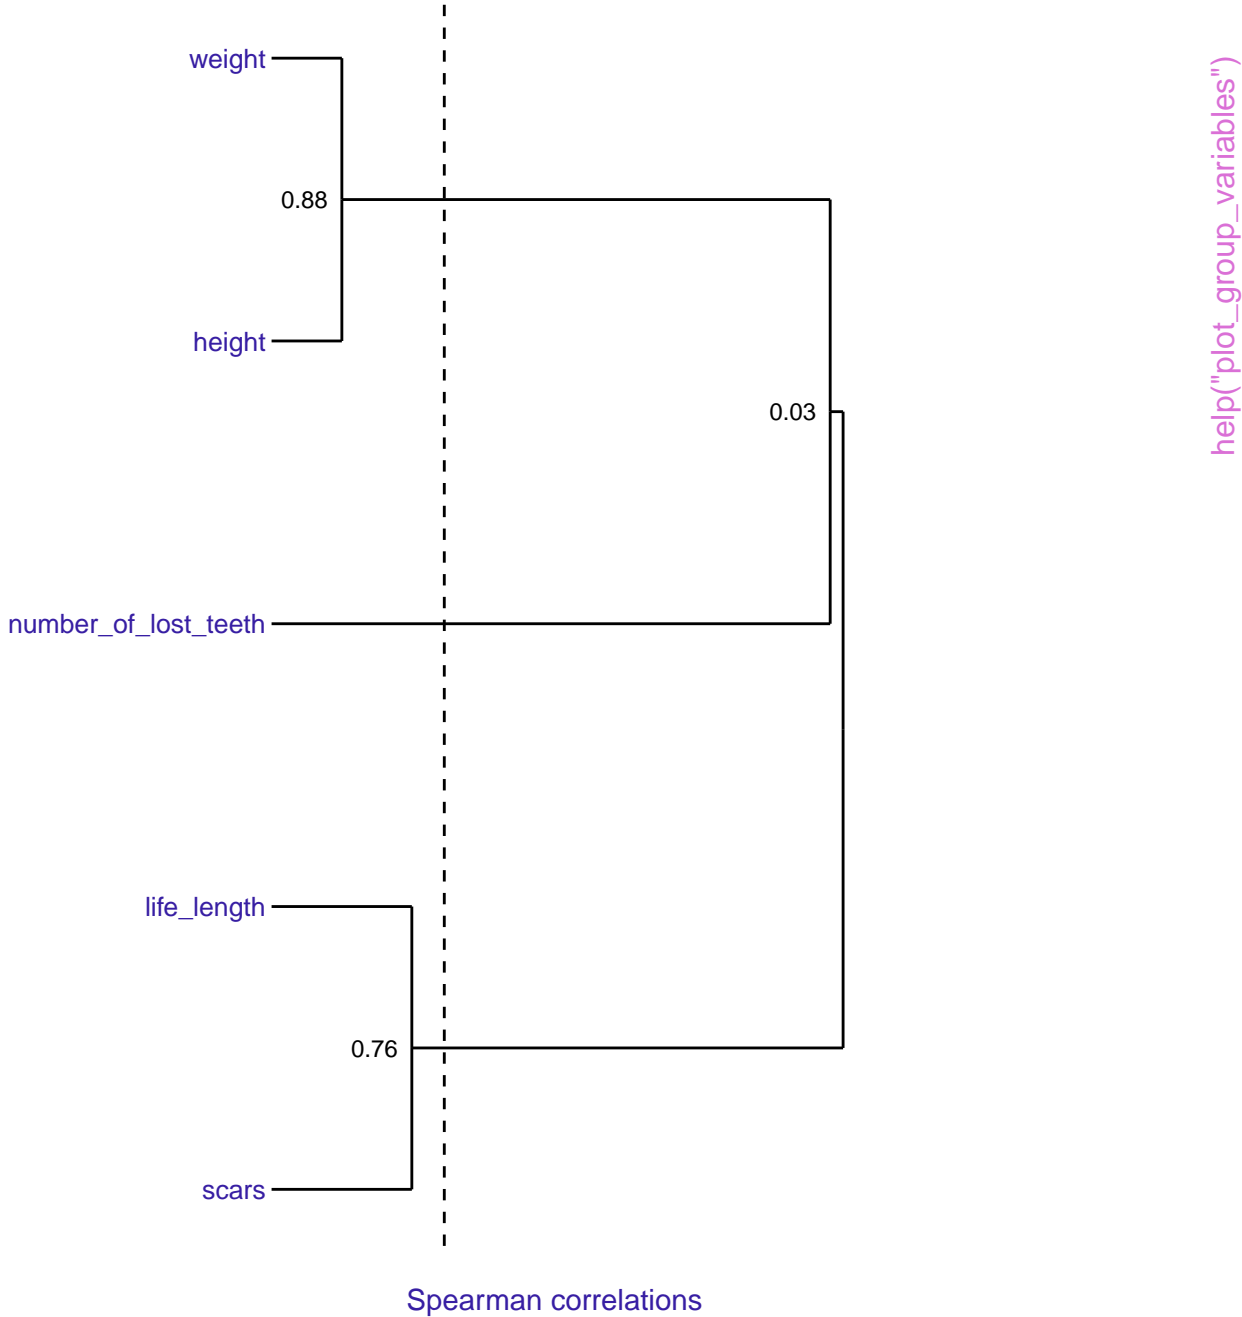 weight
help("plot_group_variables")
0.88
height
0.03
number_of_lost_teeth
life_length
0.76
scars
Spearman correlations